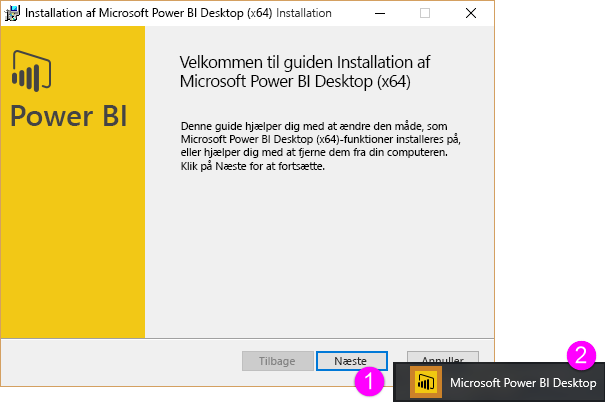 Installation af Microsoft Power BI Desktop (x64) Installation
Power BI
Velkommen til guiden Installation af
Microsoft Power BI Desktop (x64)
Denne guide hjælper dig med at ændre den måde, som
Microsoft Power BI Desktop (x64)-funktioner installeres på,
eller hjælper dig med at fjerne dem fra din computeren.
Klik på Næste for at fortsætte.
Tilbage
Næste
Annuller
1
2
Microsoft Power BI Desktop